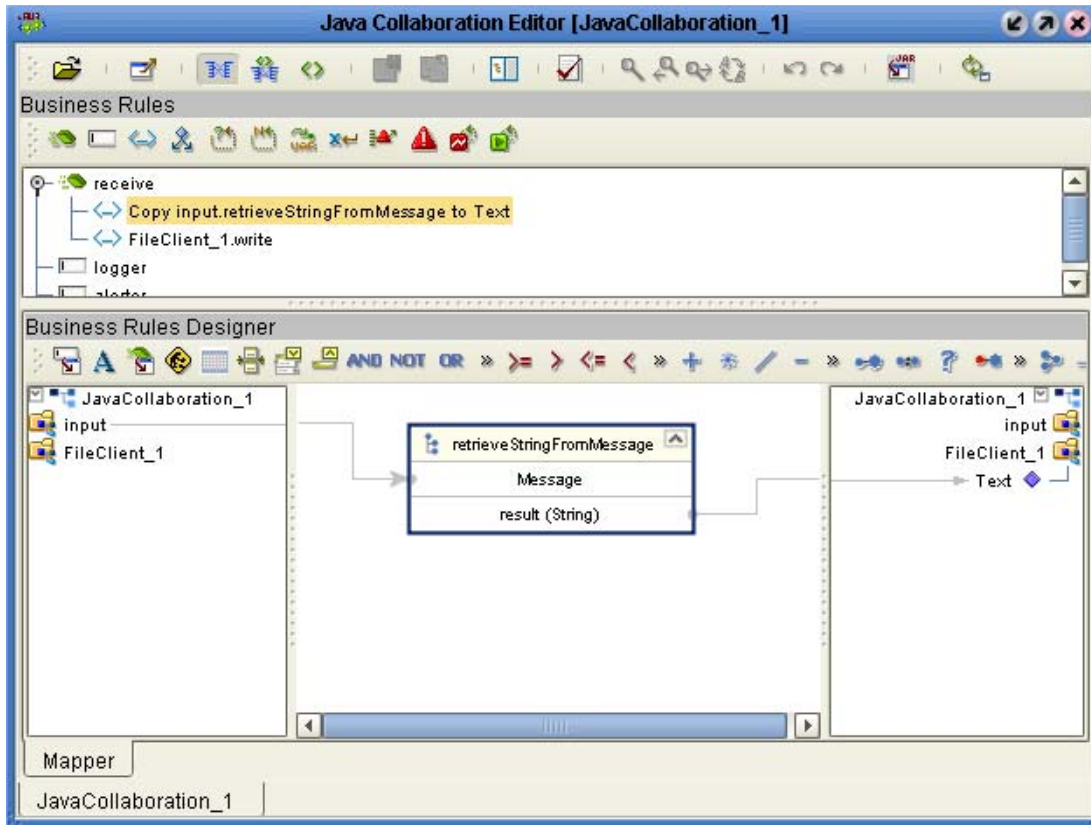 Java Collaboration Editor [JavaCollaboration_1]
JAR
Business Rules
receive
Copy input.retrieveStringFromMessage to Text
FileClient_1.write
logger
Business Rules Designer
A AND NOT OR » >= > <= < » + / - » ? » =
JavaCollaboration_1
input
FileClient_1
retrieveStringFromMessage
Message
result (String)
JavaCollaboration_1
input
FileClient_1
Text
Mapper
JavaCollaboration_1